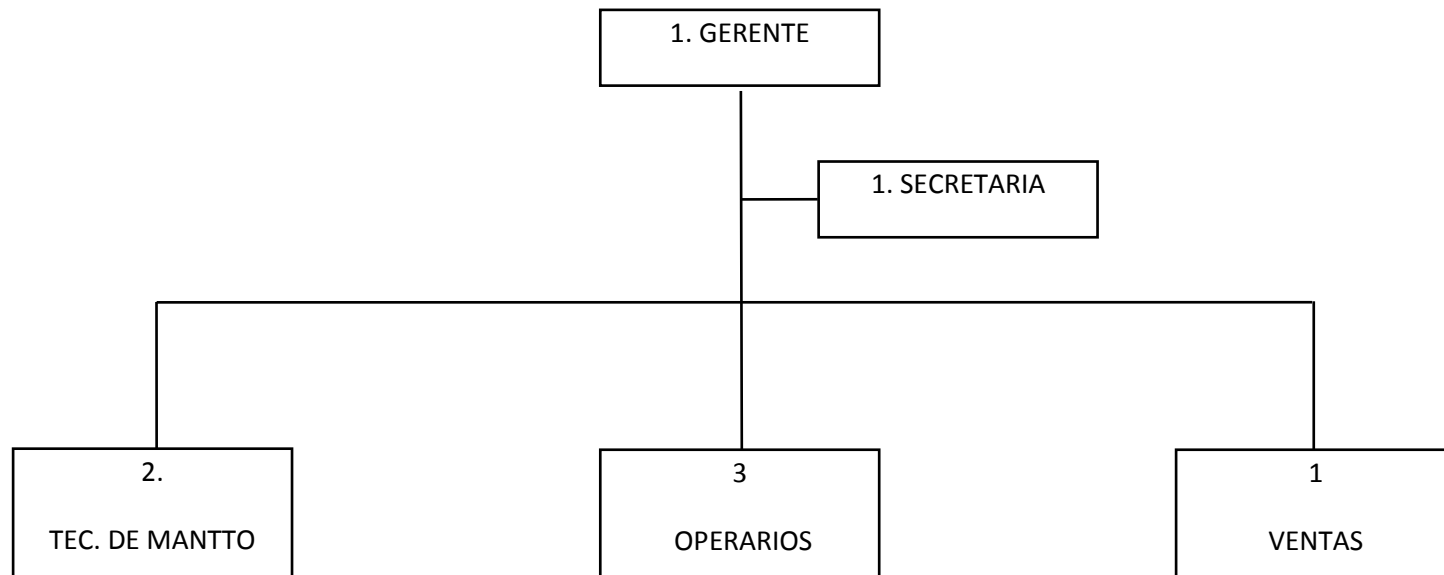 1. GERENTE
1. SECRETARIA
2.
TEC. DE MANTTO
3
OPERARIOS
1
VENTAS